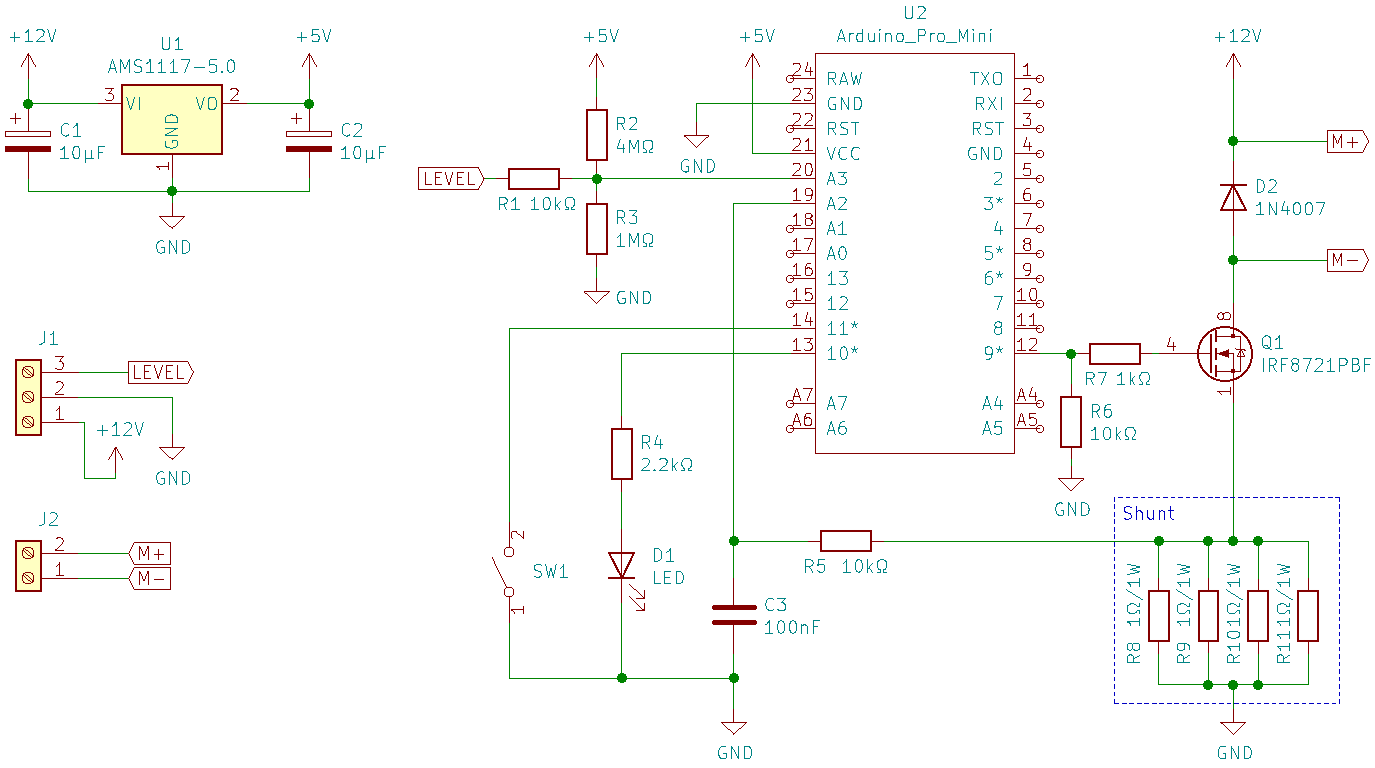 +12V
U1
AMS1117-5.0
+5V
3
VI
VO
2
GND
1
+
C1
10µF
+
C2
10µF
GND
J1
3
LEVEL
2
1
+12V
GND
J2
2
M+
1
M-
+5V
R2
4MΩ
LEVEL
R1 10kΩ
R3
1MΩ
GND
+5V
GND
U2
Arduino_Pro_Mini
24 RAW
23 GND
22 RST
21 VCC
20 A3
19 A2
18 A1
17 A0
16 13
15 12
14 11*
13 10*
A7 A7
A6 A6
TXO 1
RXI 2
RST 3
GND 4
2 5
3* 6
4 7
5* 8
6* 9
7 10
8 11
9* 12
A4 A4
A5 A5
R4
2.2kΩ
2
SW1
1
D1
LED
R5 10kΩ
C3
100nF
GND
+12V
M+
D2
1N4007
M-
8
4
Q1
IRF8721PBF
1
R7 1kΩ
R6
10kΩ
GND
Shunt
R8 1Ω/1W
R9 1Ω/1W
R101Ω/1W
R111Ω/1W
GND